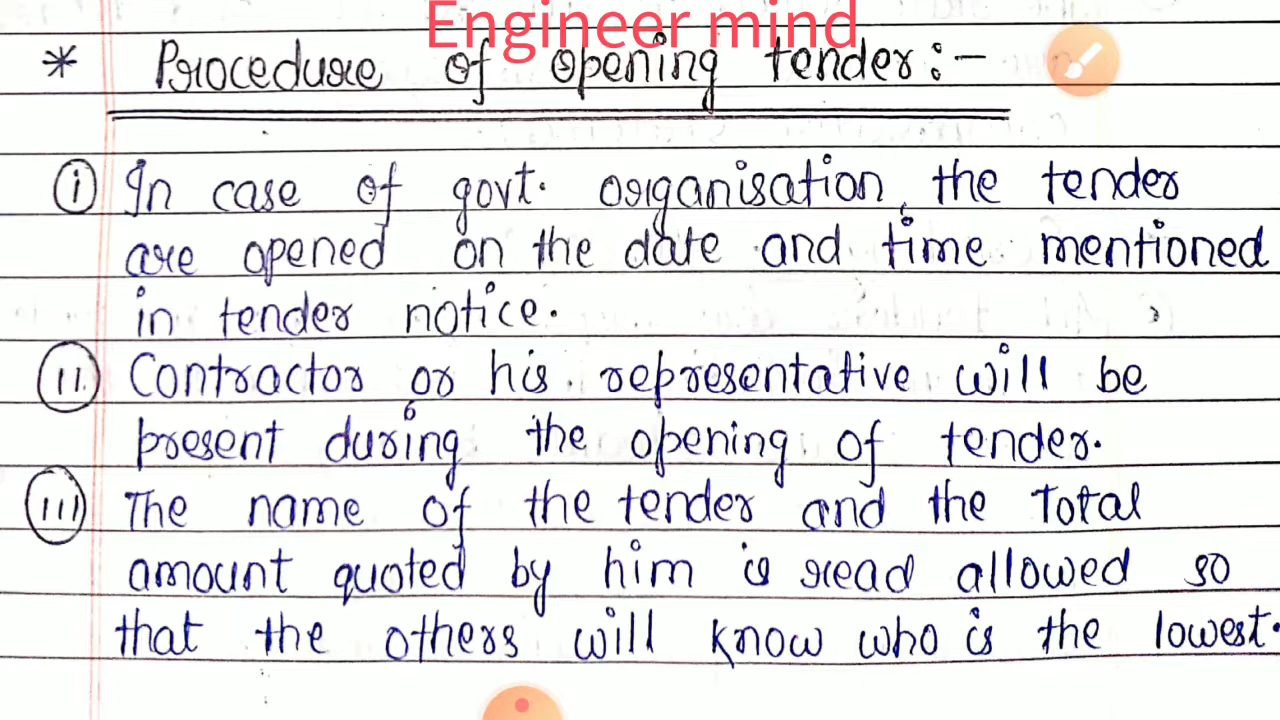 Engineer mind
* Procedure of opening tender:-
(i) In case of govt. organisation, the tender
are opened on the date and time mentioned
in tender notice.
(ii) Contractor or his representative will be
present during the opening of tender.
(iii) The name of the tender and the Total
amount quoted by him is read allowed so
that the others will know who is the lowest.